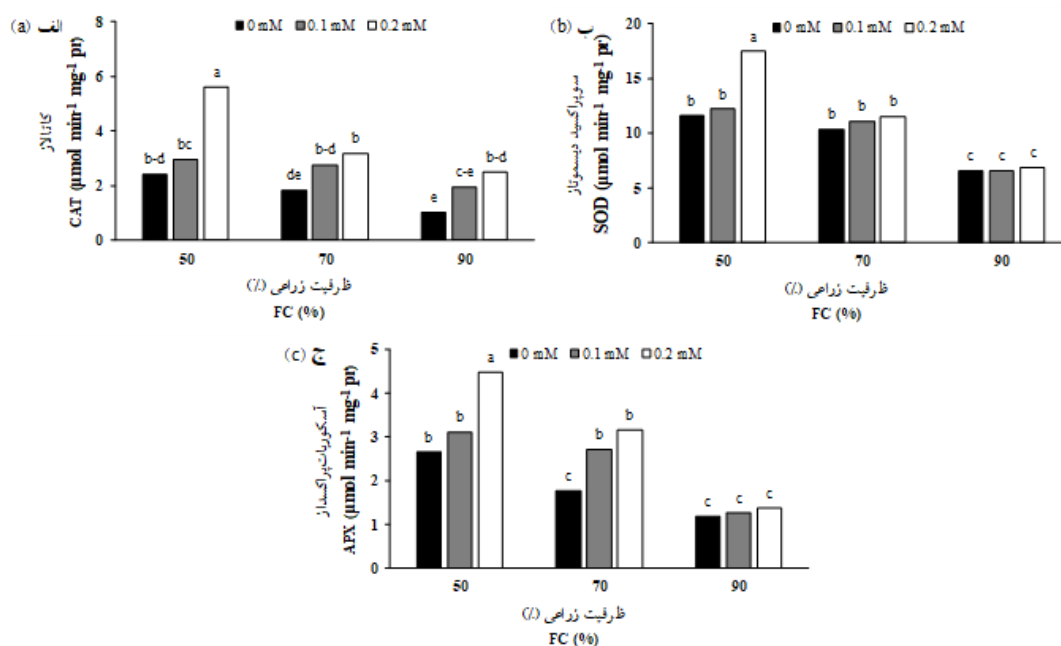 الف (a)
0 mM 0.1 mM 0.2 mM
کاتالاز
CAT (µmol min-1 mg-1 pr)
8
6
4
2
0
b-d bc a
de b-d b
e c-e b-d
50 70 90
ظرفیت زراعی (٪)
FC (%)
ب (b)
0 mM 0.1 mM 0.2 mM
سوپراکسید دیسموتاز
SOD (µmol min-1 mg-1 pr)
20
15
10
5
0
b b a
b b b
c c c
50 70 90
ظرفیت زراعی (٪)
FC (%)
ج (c)
0 mM 0.1 mM 0.2 mM
آسکوربات‌پراکسداز
APX (µmol min-1 mg-1 pr)
5
4
3
2
1
0
b b a
c b b
c c c
50 70 90
ظرفیت زراعی (٪)
FC (%)